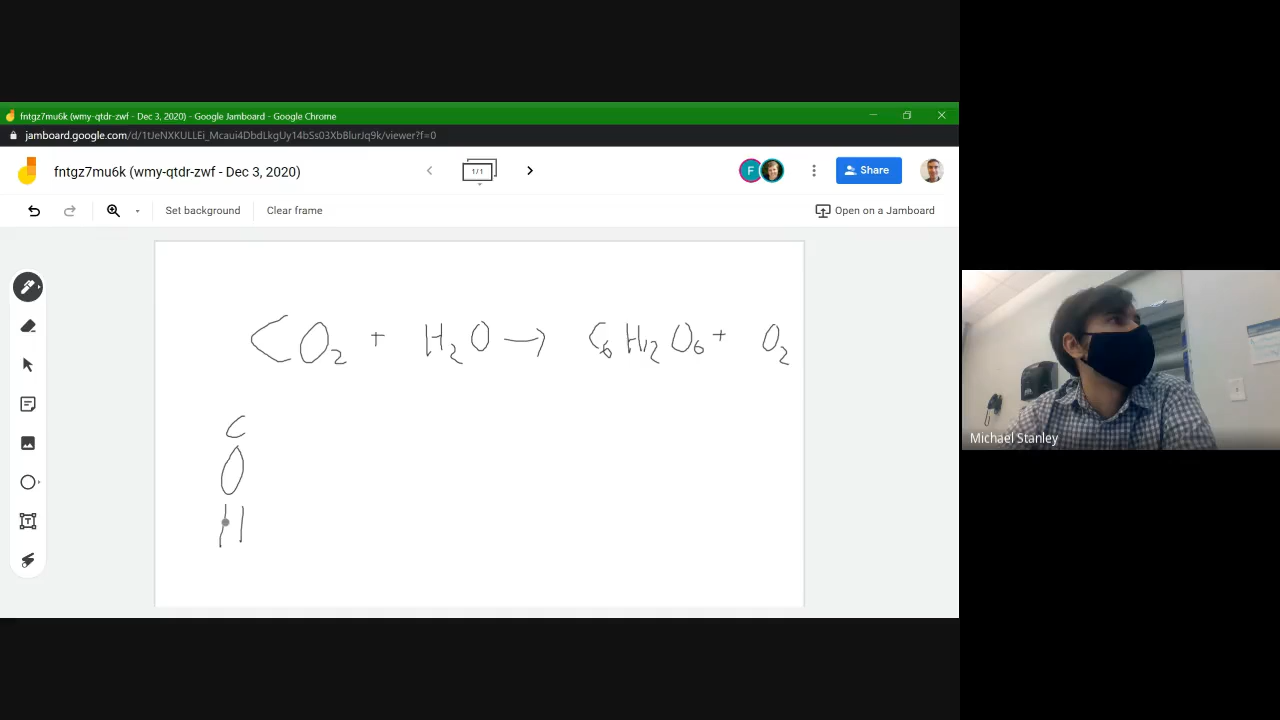 fntgz7mu6k (wmy-qtdr-zwf - Dec 3, 2020) - Google Jamboard - Google Chrome
jamboard.google.com/d/1tJeNXKULLEi_Mcaui4DbdLkgUy14bSs03XbBlurJq9k/viewer?f=0
fntgz7mu6k (wmy-qtdr-zwf - Dec 3, 2020)
1/1
F
Share
Set background
Clear frame
Open on a Jamboard
CO2 + H2O → C6H12O6 + O2
C
O
H
Michael Stanley